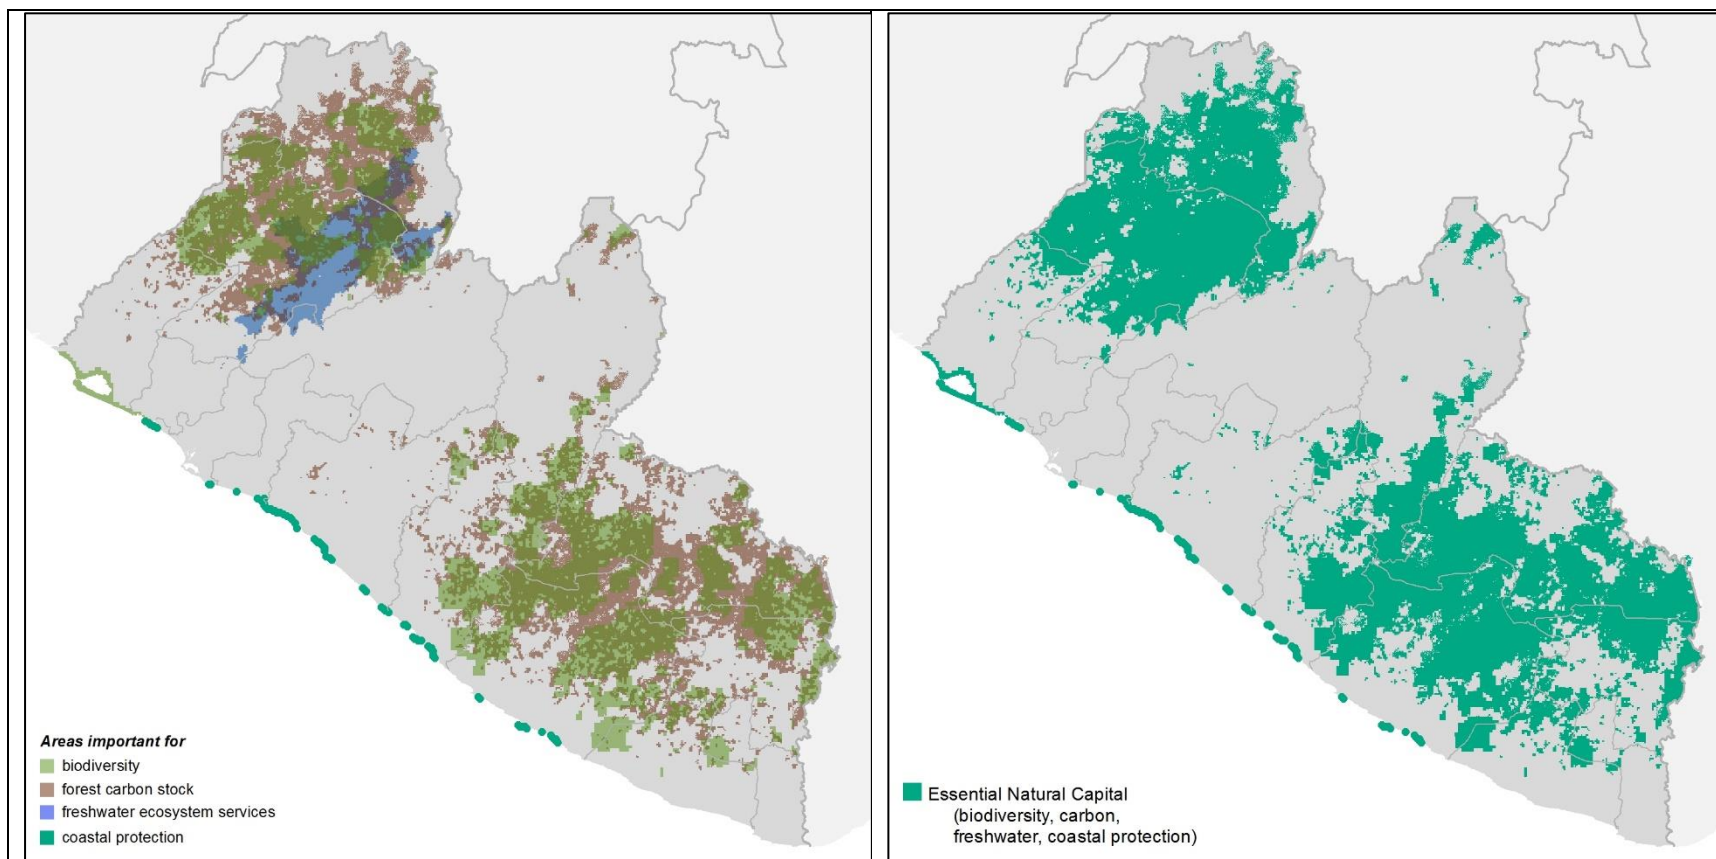 Areas important for
biodiversity
forest carbon stock
freshwater ecosystem services
coastal protection
Essential Natural Capital
(biodiversity, carbon,
freshwater, coastal protection)